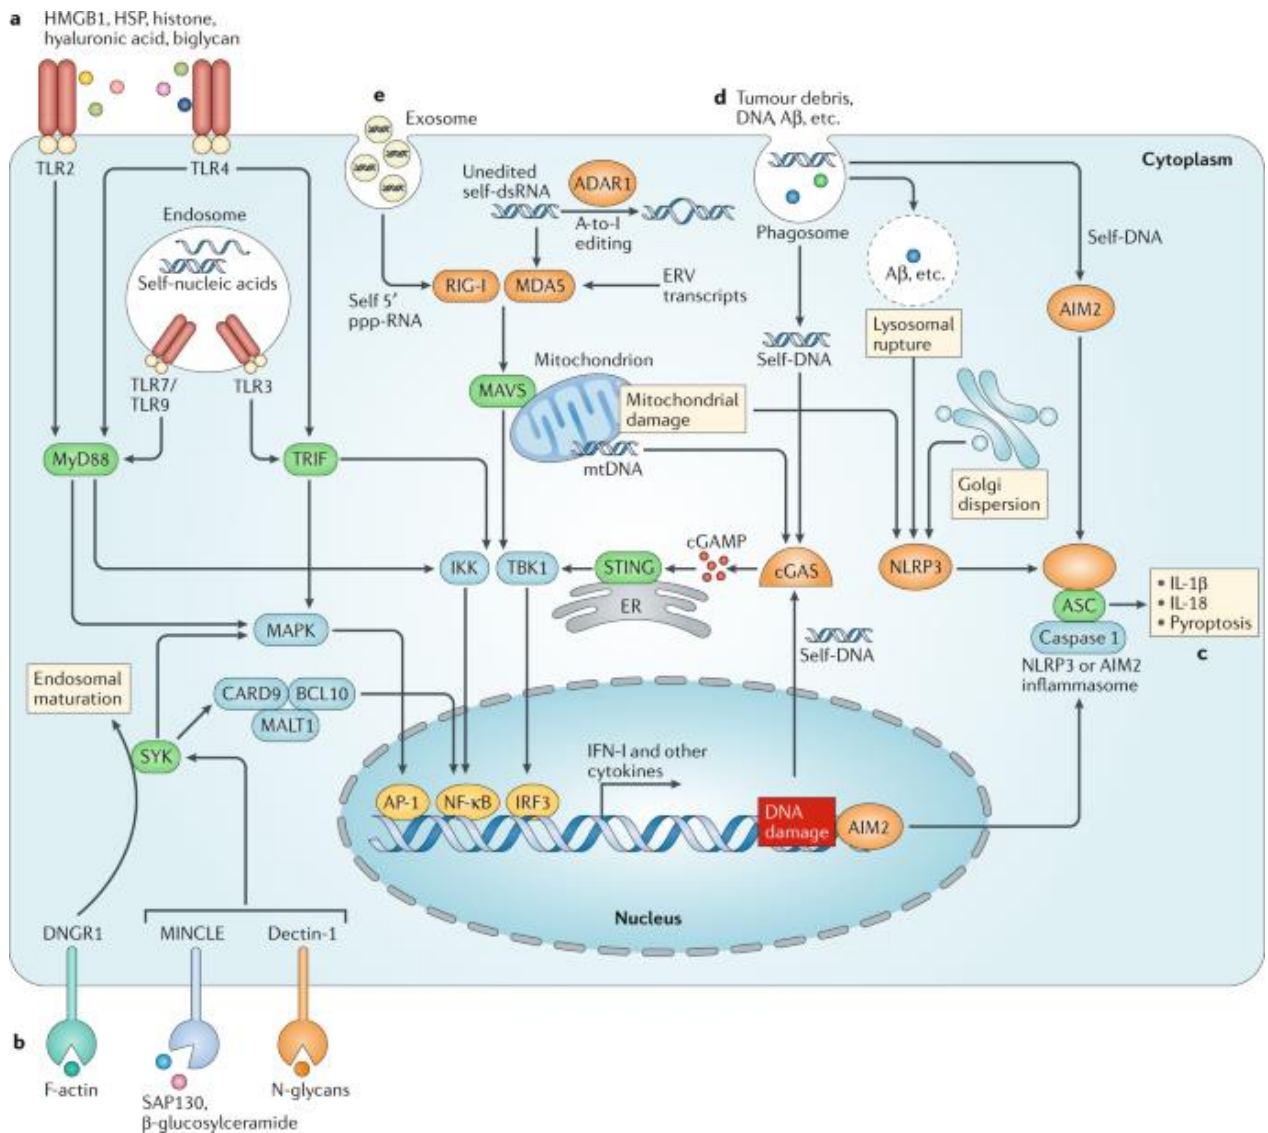 a
HMGB1, HSP, histone,
hyaluronic acid, biglycan
TLR2
TLR4
e
Exosome
d
Tumour debris,
DNA, Aβ, etc.
Cytoplasm
Endosome
Self-nucleic acids
TLR7/
TLR9
TLR3
Unedited
self-dsRNA
ADAR1
A-to-I
editing
Phagosome
Aβ, etc.
Self-DNA
Self 5′
ppp-RNA
RIG-I
MDA5
ERV
transcripts
AIM2
Lysosomal
rupture
Self-DNA
Mitochondrion
MAVS
Mitochondrial
damage
mtDNA
MyD88
TRIF
Golgi
dispersion
IKK
TBK1
STING
ER
cGAMP
cGAS
NLRP3
ASC
Caspase 1
NLRP3 or AIM2
inflammasome
• IL-1β
• IL-18
• Pyroptosis
c
MAPK
Self-DNA
Endosomal
maturation
CARD9
BCL10
MALT1
SYK
IFN-I and other
cytokines
AP-1
NF-κB
IRF3
DNA
damage
AIM2
Nucleus
DNGR1
MINCLE
Dectin-1
b
F-actin
SAP130,
β-glucosylceramide
N-glycans